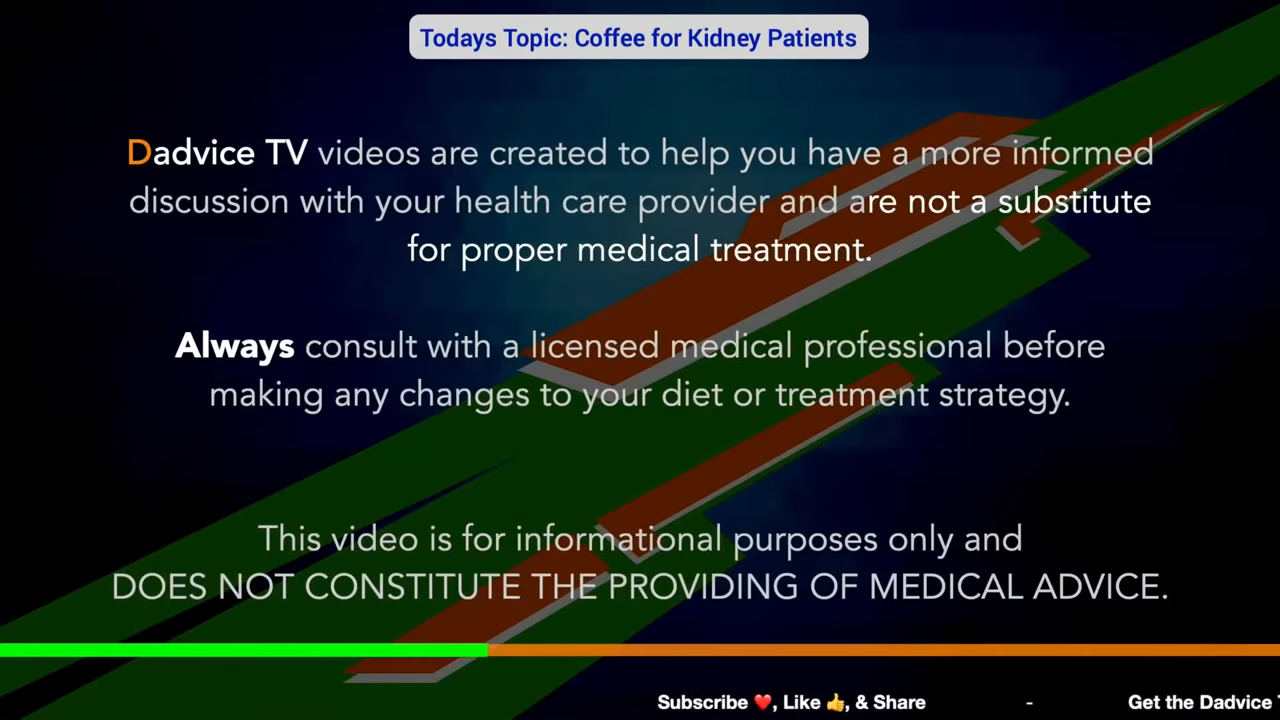 Todays Topic: Coffee for Kidney Patients
Dadvice TV videos are created to help you have a more informed
discussion with your health care provider and are not a substitute
for proper medical treatment.
Always consult with a licensed medical professional before
making any changes to your diet or treatment strategy.
This video is for informational purposes only and
DOES NOT CONSTITUTE THE PROVIDING OF MEDICAL ADVICE.
Subscribe ❤️, Like 👍, & Share - Get the Dadvice